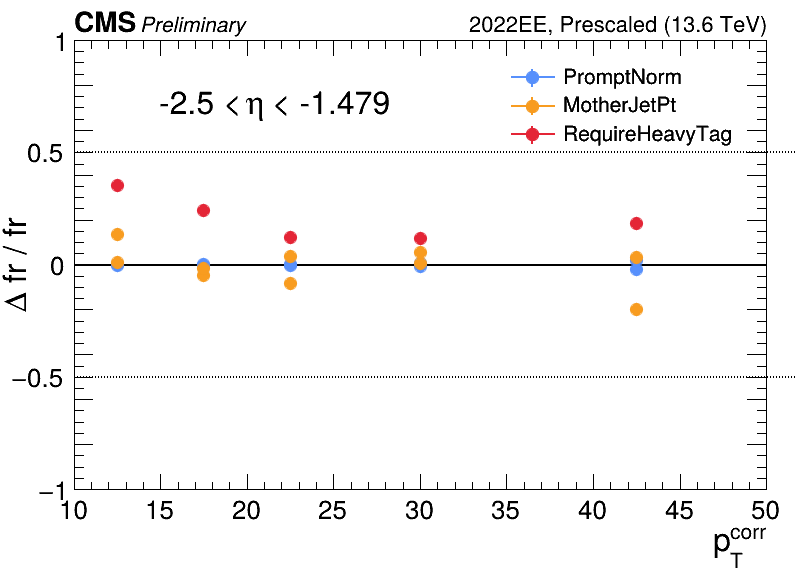 CMS Preliminary 2022EE, Prescaled (13.6 TeV)
-2.5 < η < -1.479
PromptNorm
MotherJetPt
RequireHeavyTag
Δ fr / fr
1
0.5
0
−0.5
−1
10 15 20 25 30 35 40 45 50
p_T^corr